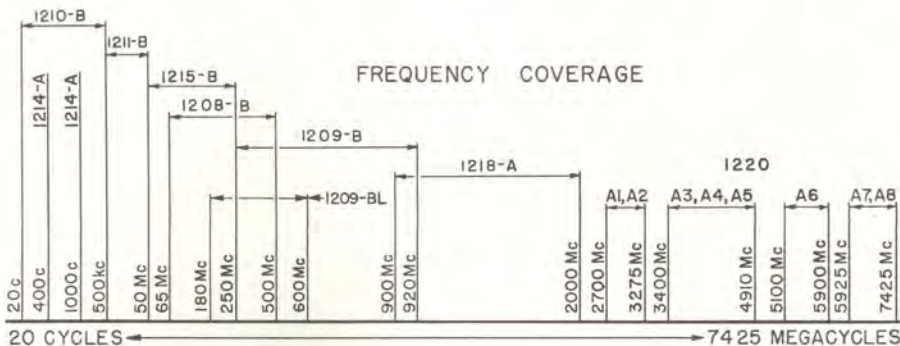 1210-B
1211-B
FREQUENCY COVERAGE
1215-B
1214-A
1214-A
1208-B
1209-B
1218-A
1220
1209-BL
A1, A2
A3, A4, A5
A6
A7, A8
20c
400c
1000c
500kc
50 Mc
65 Mc
180 Mc
250 Mc
500 Mc
600 Mc
900 Mc
920 Mc
2000 Mc
2700 Mc
3275 Mc
3400 Mc
4910 Mc
5100 Mc
5900 Mc
5925 Mc
7425 Mc
20 CYCLES
7425 MEGACYCLES